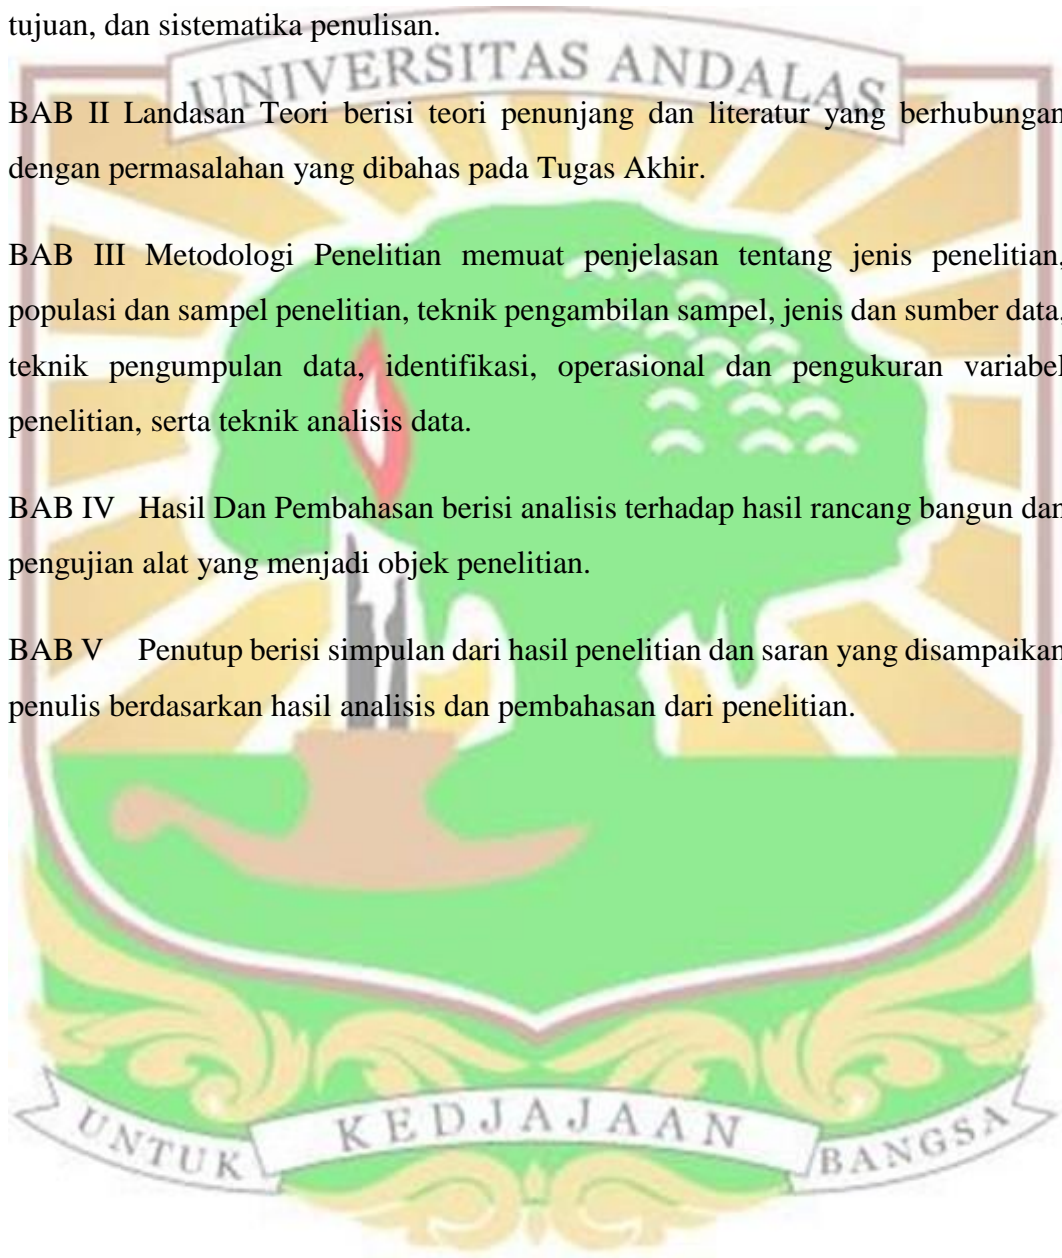 tujuan, dan sistematika penulisan.
UNIVERSITAS ANDALAS
BAB II Landasan Teori berisi teori penunjang dan literatur yang berhubungan
dengan permasalahan yang dibahas pada Tugas Akhir.
BAB III Metodologi Penelitian memuat penjelasan tentang jenis penelitian,
populasi dan sampel penelitian, teknik pengambilan sampel, jenis dan sumber data,
teknik pengumpulan data, identifikasi, operasional dan pengukuran variabel
penelitian, serta teknik analisis data.
BAB IV Hasil Dan Pembahasan berisi analisis terhadap hasil rancang bangun dan
pengujian alat yang menjadi objek penelitian.
BAB V Penutup berisi simpulan dari hasil penelitian dan saran yang disampaikan
penulis berdasarkan hasil analisis dan pembahasan dari penelitian.
UNTUK KEDJAJAAN BANGSA